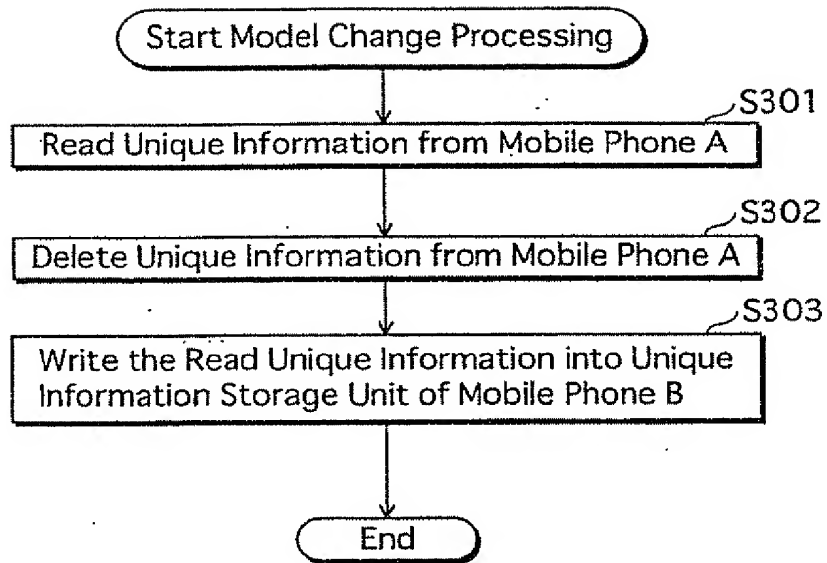 Start Model Change Processing
S301
Read Unique Information from Mobile Phone A
S302
Delete Unique Information from Mobile Phone A
S303
Write the Read Unique Information into Unique
Information Storage Unit of Mobile Phone B
End